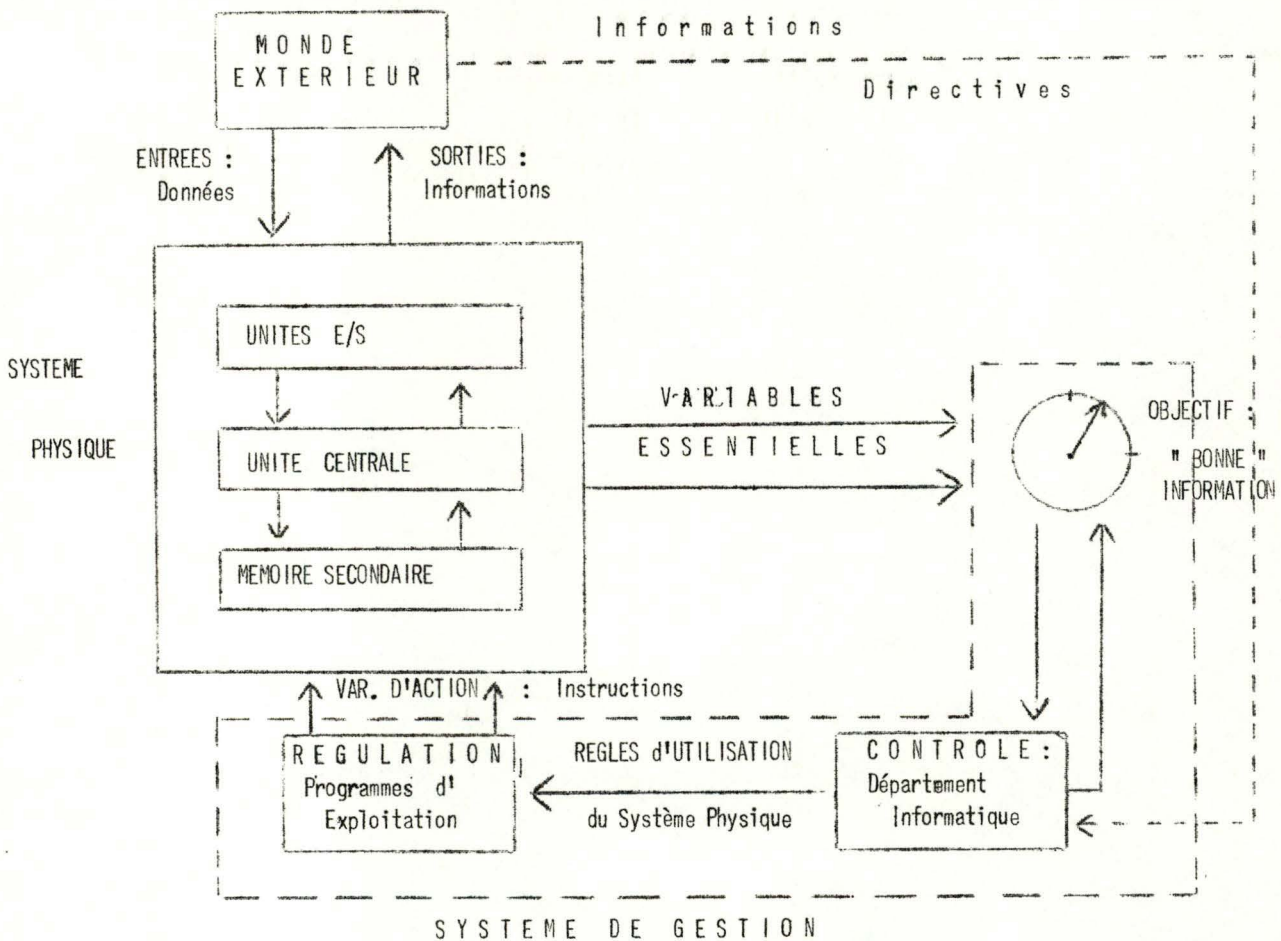 Informations
MONDE
EXTERIEUR
Directives
ENTREES :
Données
SORTIES :
Informations
SYSTEME
PHYSIQUE
UNITES E/S
UNITE CENTRALE
MEMOIRE SECONDAIRE
VARIABLES
ESSENTIELLES
OBJECTIF :
" BONNE "
INFORMATION
VAR. D'ACTION : Instructions
REGULATION
Programmes d'
Exploitation
REGLES d'UTILISATION
du Système Physique
CONTROLE :
Département
Informatique
SYSTEME DE GESTION